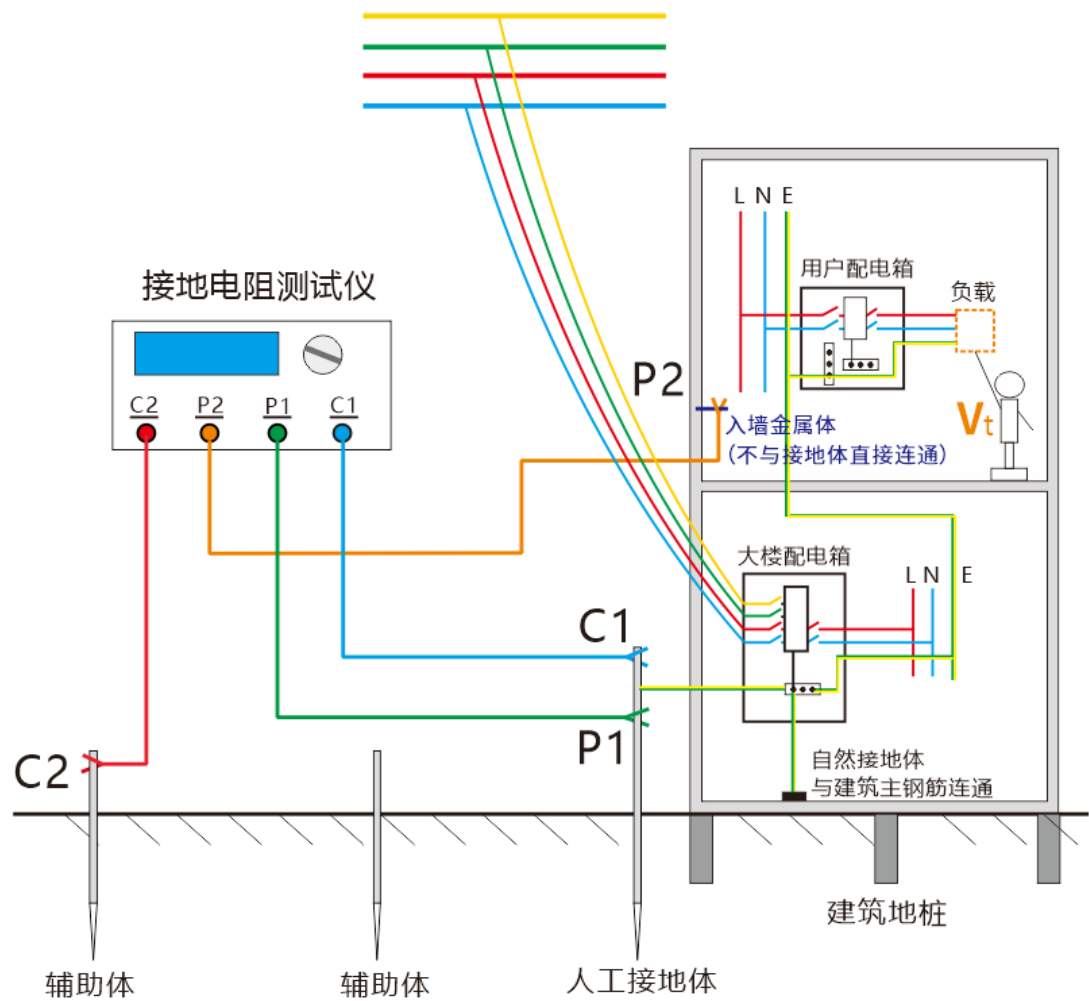 L N E
用户配电箱
接地电阻测试仪
负载
P2
C2 P2 P1 C1
入墙金属体
(不与接地体直接连通)
Vt
大楼配电箱
L N E
C1
P1
C2
自然接地体
与建筑主钢筋连通
建筑地桩
辅助体
辅助体
人工接地体